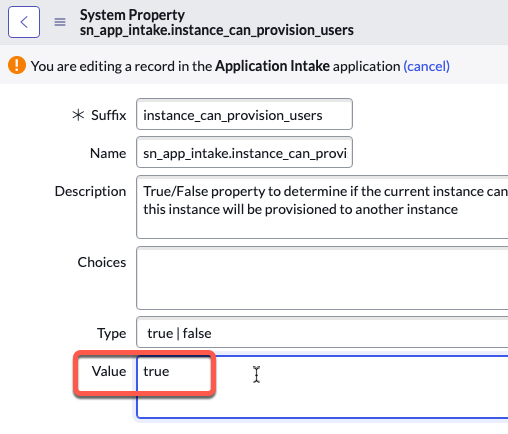 System Property
sn_app_intake.instance_can_provision_users
You are editing a record in the Application Intake application (cancel)
Suffix
instance_can_provision_users
Name
sn_app_intake.instance_can_provi
Description
True/False property to determine if the current instance can
this instance will be provisioned to another instance
Choices
Type
true | false
Value
true